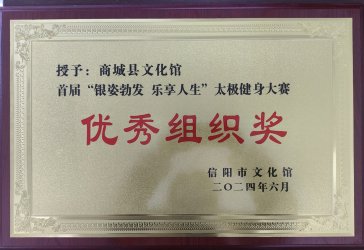 授予：商城县文化馆
首届“银姿勃发 乐享人生”太极健身大赛
优秀组织奖
信阳市文化馆
二〇二四年六月